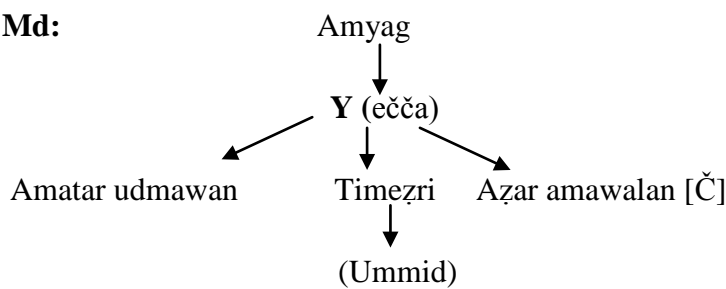 Md: Amyag
Y (ečča)
Amatar udmawan Timeẓri Aẓar amawalan [Č]
(Ummid)